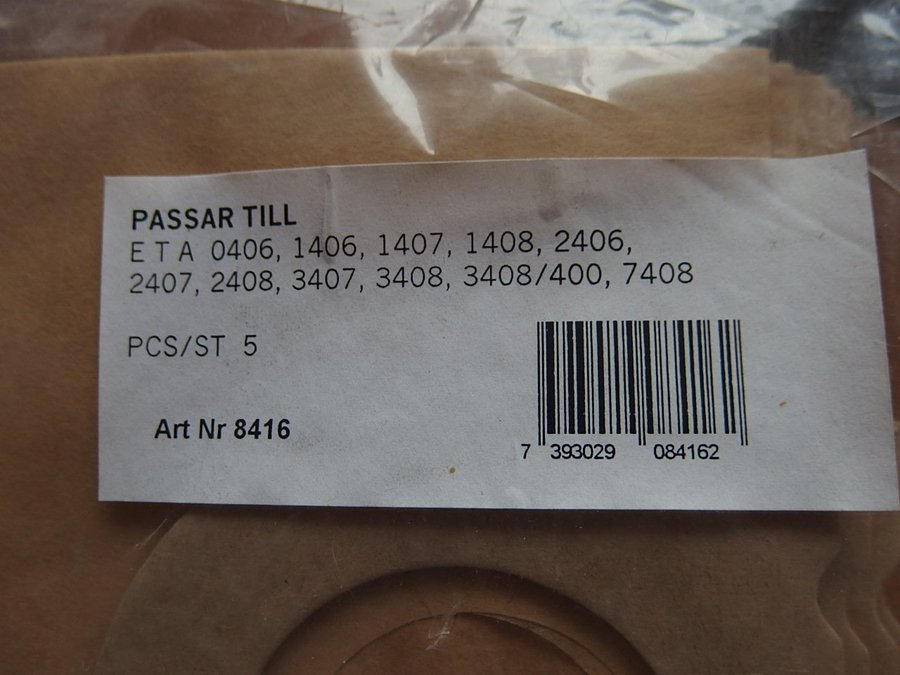 PASSAR TILL
E T A 0406, 1406, 1407, 1408, 2406,
2407, 2408, 3407, 3408, 3408/400, 7408
PCS/ST 5
Art Nr 8416
7 393029 084162